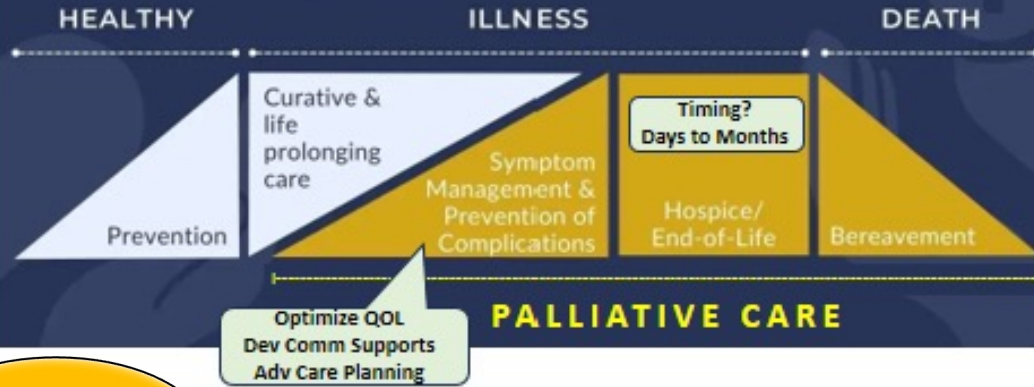 HEALTHY
ILLNESS
DEATH
Prevention
Curative &
life
prolonging
care
Symptom
Management &
Prevention of
Complications
Timing?
Days to Months
Hospice/
End-of-Life
Bereavement
PALLIATIVE CARE
Optimize QOL
Dev Comm Supports
Adv Care Planning